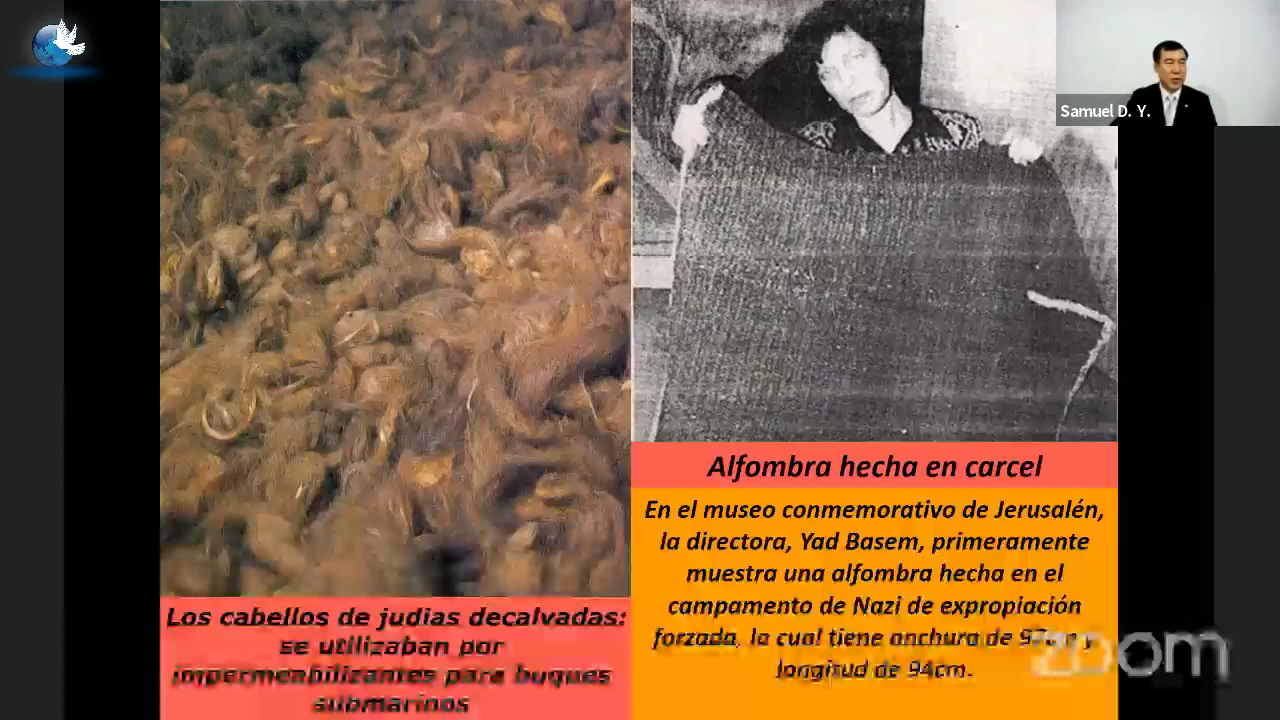 Samuel D. Y.
Los cabellos de judias decalvadas:
se utilizaban por
impermeabilizantes para buques
submarinos
Alfombra hecha en carcel
En el museo conmemorativo de Jerusalén,
la directora, Yad Basem, primeramente
muestra una alfombra hecha en el
campamento de Nazi de expropiación
forzada, la cual tiene anchura de y
longitud de 94cm.
zoom